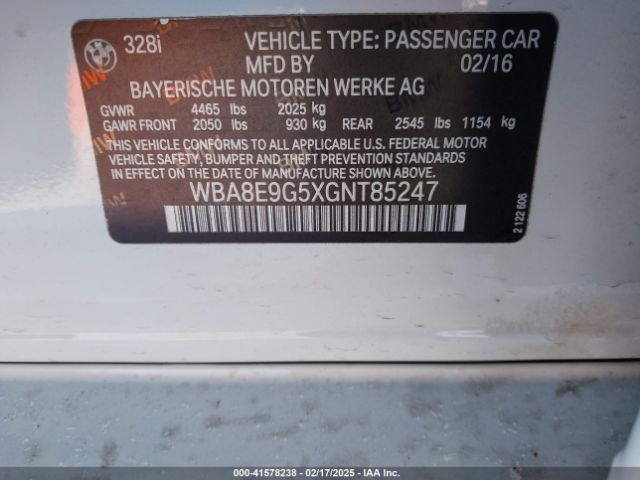 328i VEHICLE TYPE: PASSENGER CAR
MFD BY 02/16
BAYERISCHE MOTOREN WERKE AG
GVWR 4465 lbs 2025 kg
GAWR FRONT 2050 lbs 930 kg REAR 2545 lbs 1154 kg
THIS VEHICLE CONFORMS TO ALL APPLICABLE U.S. FEDERAL MOTOR
VEHICLE SAFETY, BUMPER AND THEFT PREVENTION STANDARDS
IN EFFECT ON THE DATE OF MANUFACTURE SHOWN ABOVE.
WBA8E9G5XGNT85247
2 122 606
000-41578238 - 02/17/2025 - IAA Inc.